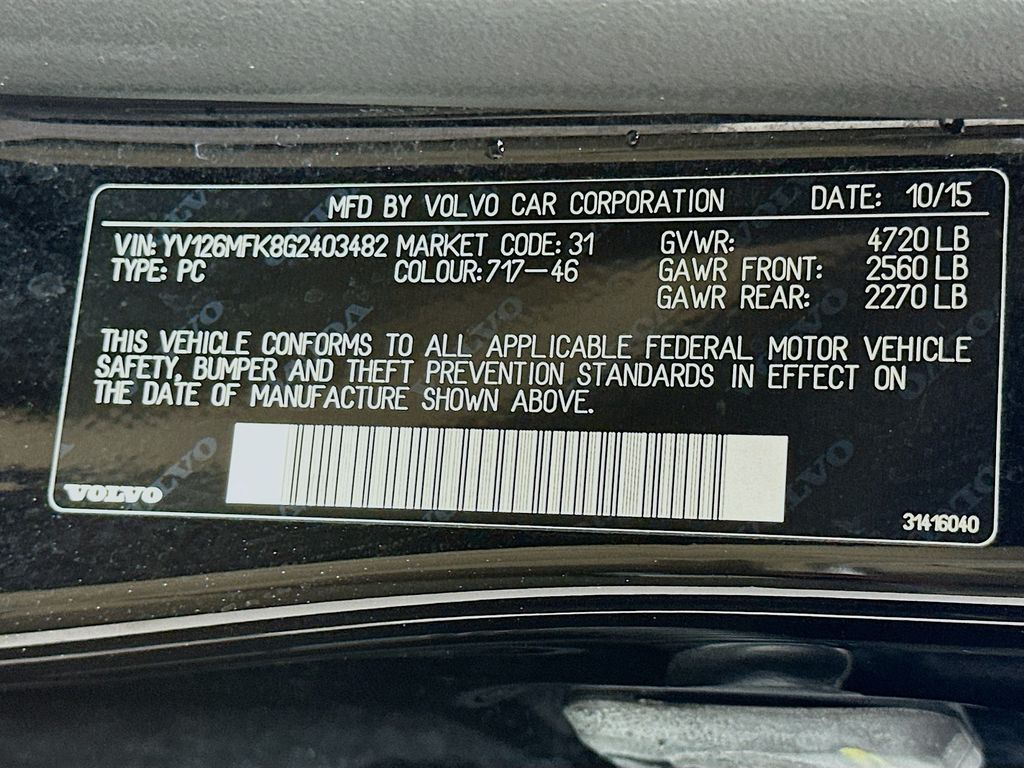 MFD BY VOLVO CAR CORPORATION DATE: 10/15
VIN: YV126MFK8G2403482 MARKET CODE: 31 GVWR: 4720 LB
TYPE: PC COLOUR: 717-46 GAWR FRONT: 2560 LB
GAWR REAR: 2270 LB
THIS VEHICLE CONFORMS TO ALL APPLICABLE FEDERAL MOTOR VEHICLE
SAFETY, BUMPER AND THEFT PREVENTION STANDARDS IN EFFECT ON
THE DATE OF MANUFACTURE SHOWN ABOVE.
VOLVO
31416040